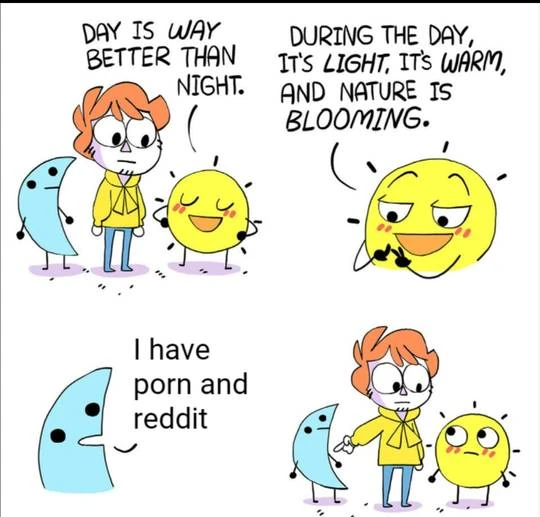 DAY IS WAY
BETTER THAN
NIGHT.
DURING THE DAY,
IT'S LIGHT, IT'S WARM,
AND NATURE IS
BLOOMING.
I have
porn and
reddit